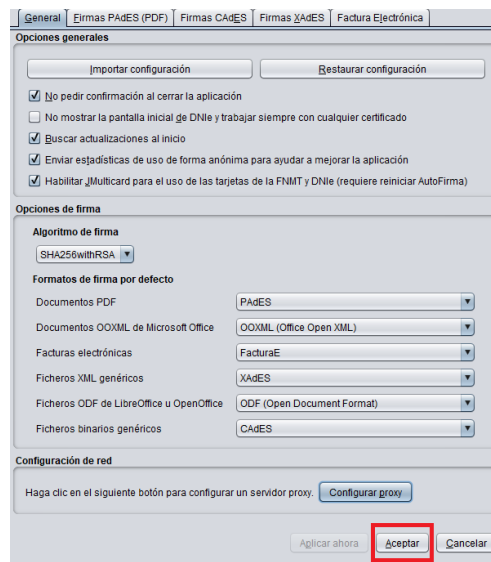 General Firmas PAdES (PDF) Firmas CAdES Firmas XAdES Factura Electrónica
Opciones generales
Importar configuración Restaurar configuración
No pedir confirmación al cerrar la aplicación
No mostrar la pantalla inicial de DNIe y trabajar siempre con cualquier certificado
Buscar actualizaciones al inicio
Enviar estadísticas de uso de forma anónima para ayudar a mejorar la aplicación
Habilitar JMulticard para el uso de las tarjetas de la FNMT y DNIe (requiere reiniciar AutoFirma)
Opciones de firma
Algoritmo de firma
SHA256withRSA
Formatos de firma por defecto
Documentos PDF PAdES
Documentos OOXML de Microsoft Office OOXML (Office Open XML)
Facturas electrónicas FacturaE
Ficheros XML genéricos XAdES
Ficheros ODF de LibreOffice u OpenOffice ODF (Open Document Format)
Ficheros binarios genéricos CAdES
Configuración de red
Haga clic en el siguiente botón para configurar un servidor proxy. Configurar proxy
Aplicar ahora Aceptar Cancelar